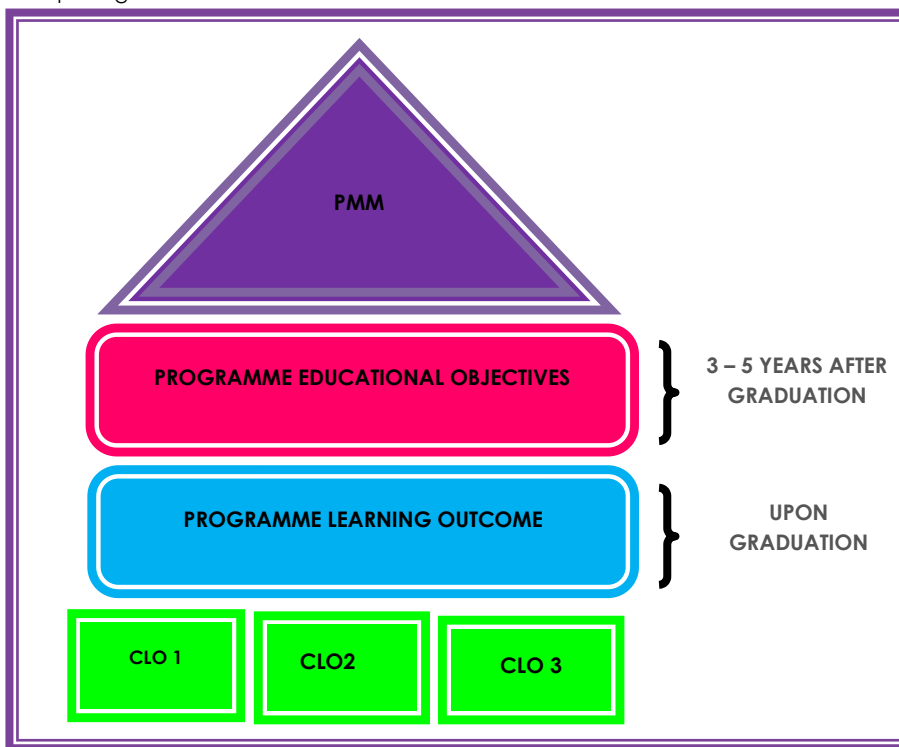 PMM
PROGRAMME EDUCATIONAL OBJECTIVES
3 – 5 YEARS AFTER
GRADUATION
PROGRAMME LEARNING OUTCOME
UPON
GRADUATION
CLO 1
CLO2
CLO 3